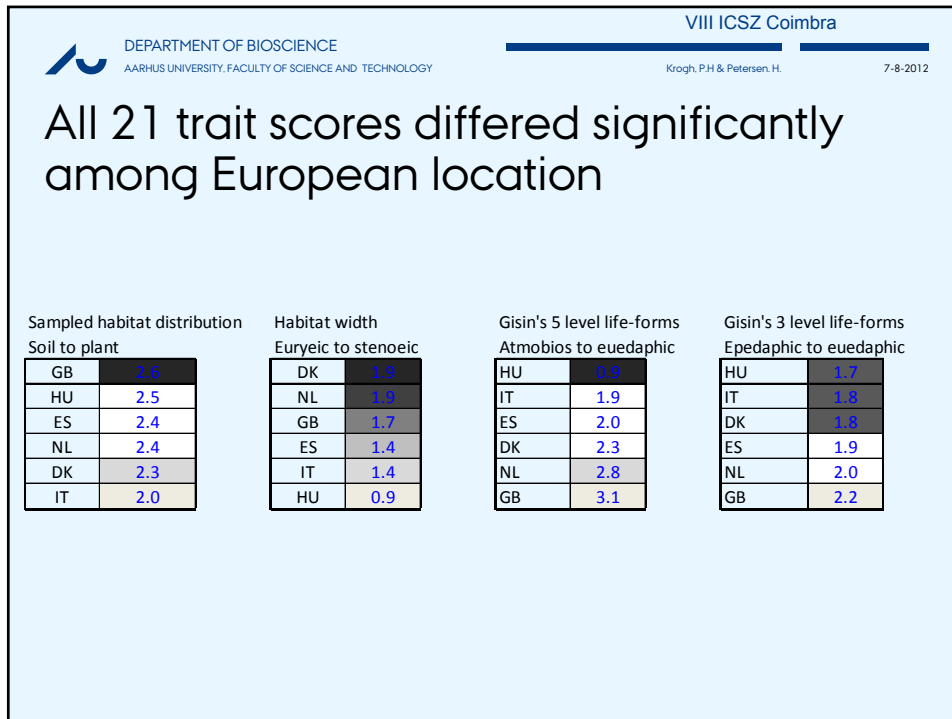 VIII ICSZ Coimbra
DEPARTMENT OF BIOSCIENCE
AARHUS UNIVERSITY, FACULTY OF SCIENCE AND TECHNOLOGY
Krogh, P.H & Petersen. H.
7-8-2012
All 21 trait scores differed significantly
among European location
Sampled habitat distribution
Soil to plant
GB 2.6
HU 2.5
ES 2.4
NL 2.4
DK 2.3
IT 2.0
Habitat width
Euryeic to stenoeic
DK 1.9
NL 1.9
GB 1.7
ES 1.4
IT 1.4
HU 0.9
Gisin's 5 level life-forms
Atmobios to euedaphic
HU 0.9
IT 1.9
ES 2.0
DK 2.3
NL 2.8
GB 3.1
Gisin's 3 level life-forms
Epedaphic to euedaphic
HU 1.7
IT 1.8
DK 1.8
ES 1.9
NL 2.0
GB 2.2